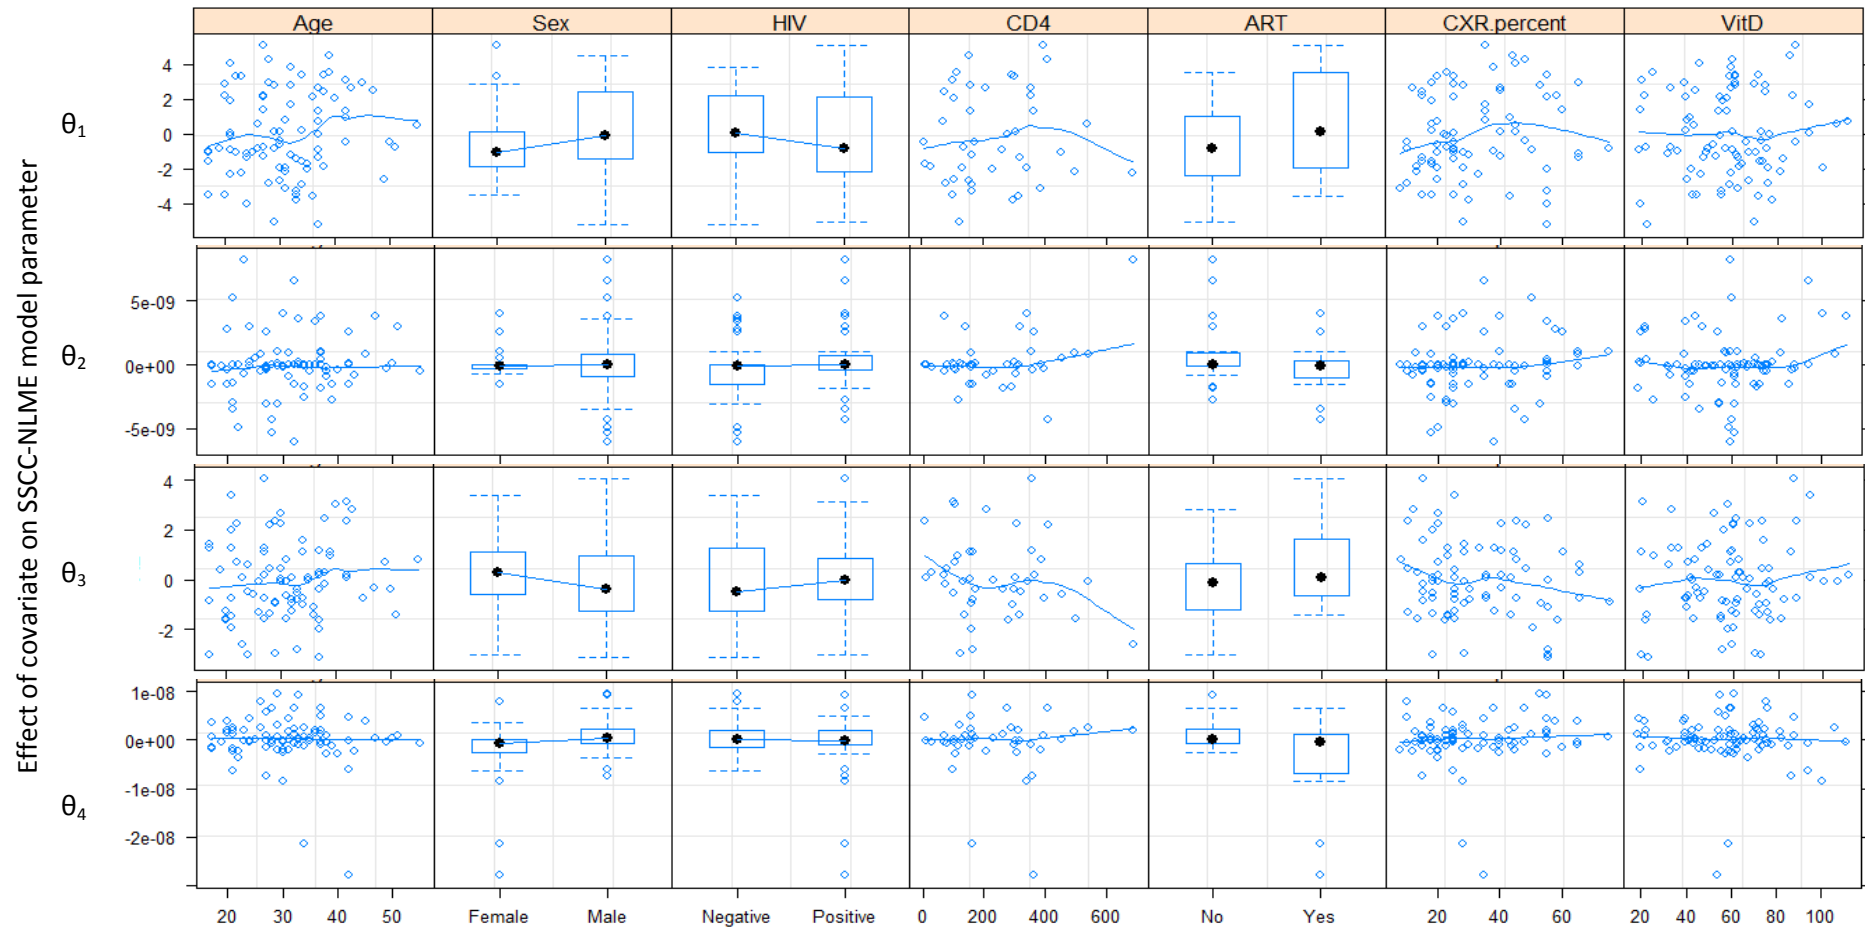 Age Sex HIV CD4 ART CXR.percent VitD
Effect of covariate on SSCC-NLME model parameter
θ1
4
2
0
-2
-4
θ2
5e-09
0e+00
-5e-09
θ3
4
2
0
-2
θ4
1e-08
0e+00
-1e-08
-2e-08
20 30 40 50 Female Male Negative Positive 0 200 400 600 No Yes 20 40 60 20 40 60 80 100